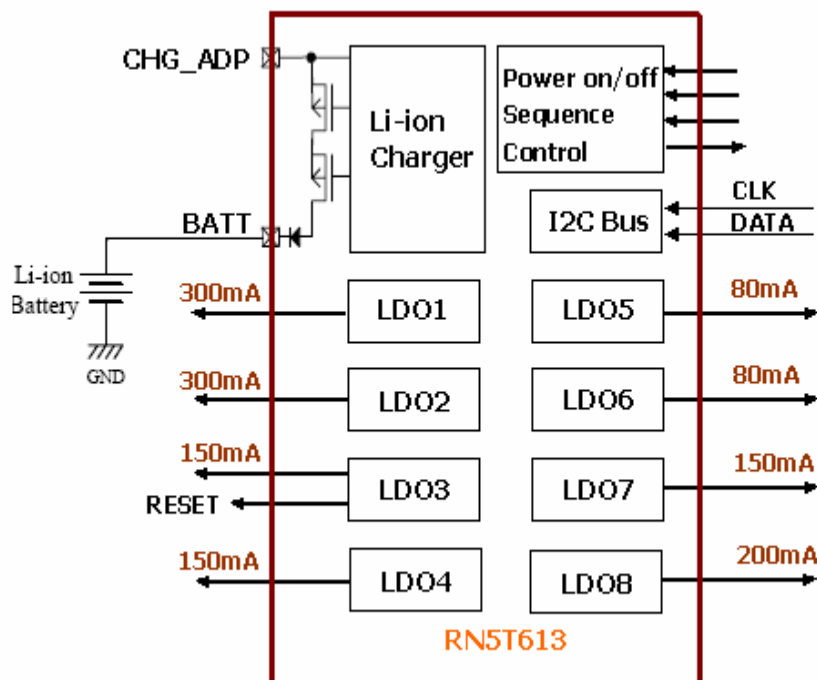 CHG_ADP
Li-ion
Charger
Power on/off
Sequence
Control
BATT
I2C Bus
CLK
DATA
Li-ion
Battery
GND
300mA
LDO1
LDO5
80mA
300mA
LDO2
LDO6
80mA
150mA
LDO3
RESET
LDO7
150mA
150mA
LDO4
LDO8
200mA
RN5T613